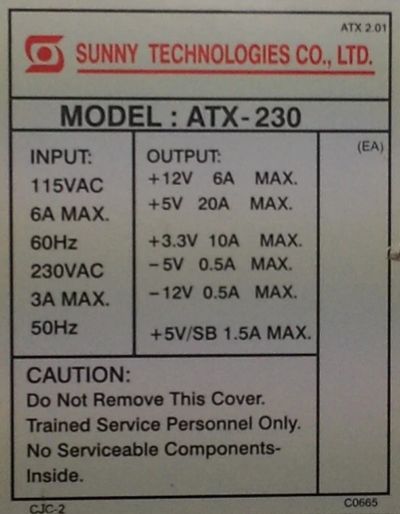 ATX 2.01
SUNNY TECHNOLOGIES CO., LTD.
MODEL : ATX-230
(EA)
INPUT:
115VAC
6A MAX.
60Hz
230VAC
3A MAX.
50Hz
OUTPUT:
+12V 6A MAX.
+5V 20A MAX.
+3.3V 10A MAX.
-5V 0.5A MAX.
-12V 0.5A MAX.
+5V/SB 1.5A MAX.
CAUTION:
Do Not Remove This Cover.
Trained Service Personnel Only.
No Serviceable Components-
Inside.
CJC-2
C0665